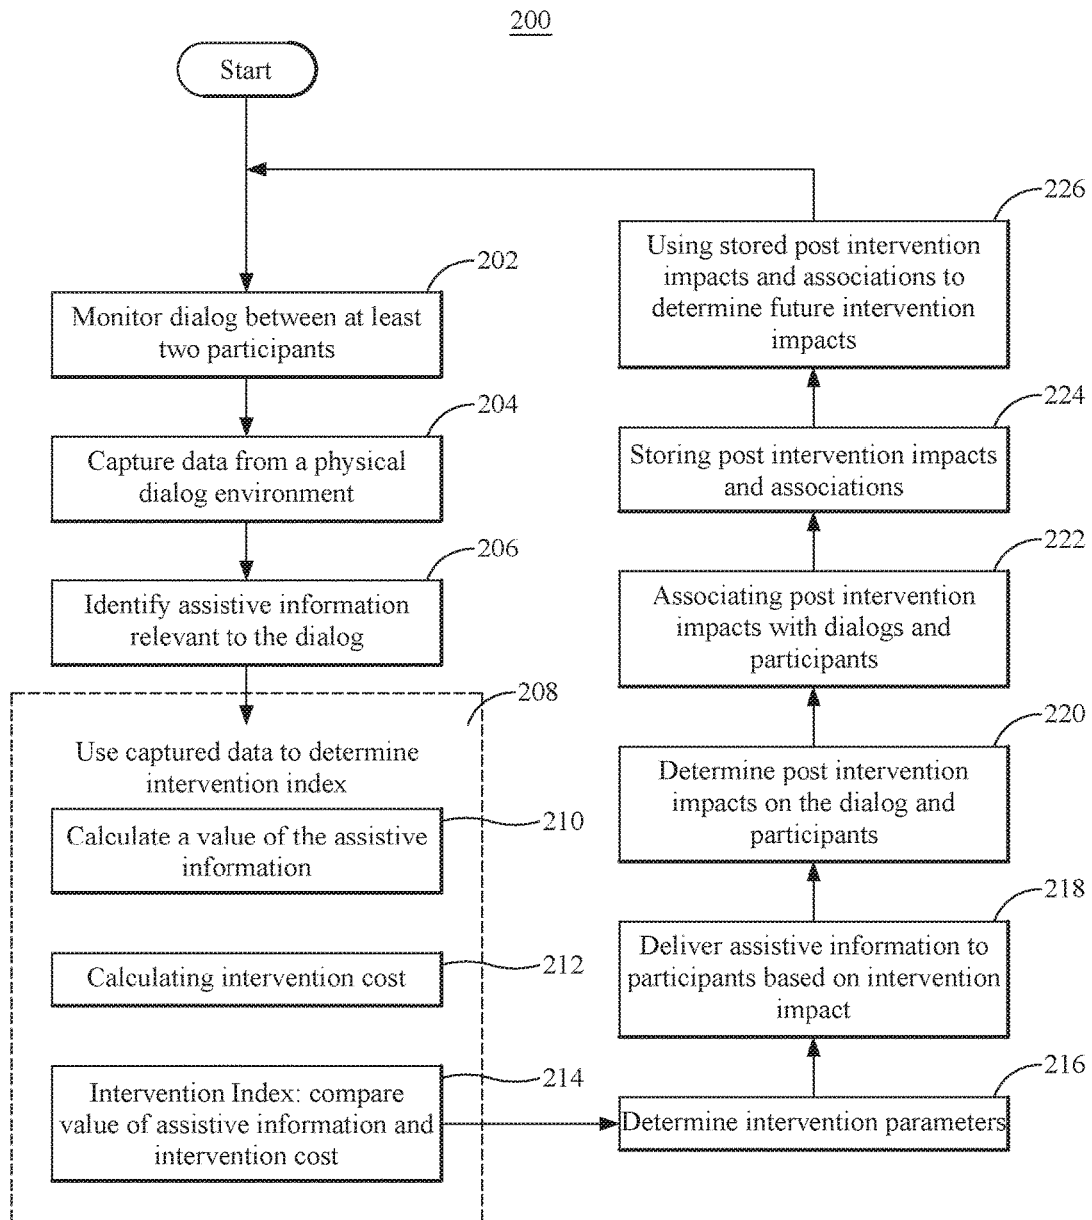 200
Start
202
Monitor dialog between at least
two participants
204
Capture data from a physical
dialog environment
206
Identify assistive information
relevant to the dialog
208
Use captured data to determine
intervention index
210
Calculate a value of the assistive
information
212
Calculating intervention cost
214
Intervention Index: compare
value of assistive information and
intervention cost
216
Determine intervention parameters
218
Deliver assistive information to
participants based on intervention
impact
220
Determine post intervention
impacts on the dialog and
participants
222
Associating post intervention
impacts with dialogs and
participants
224
Storing post intervention impacts
and associations
226
Using stored post intervention
impacts and associations to
determine future intervention
impacts